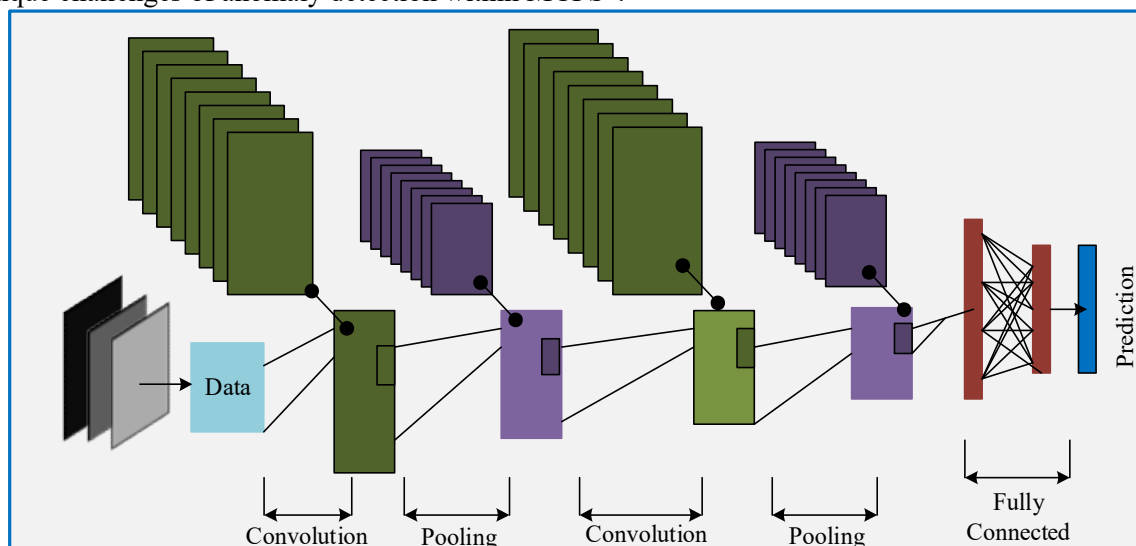 Data
Prediction
Convolution
Pooling
Convolution
Pooling
Fully
Connected